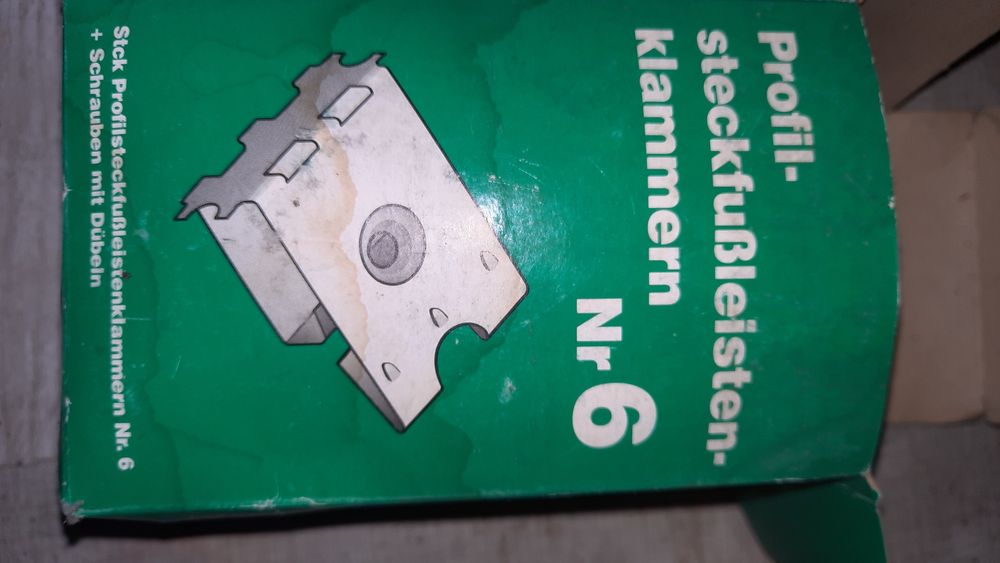 Profil-
steckfußleisten-
klammern
Nr 6
Stck Profilsteckfußleistenklammern Nr. 6
+ Schrauben mit Dübeln